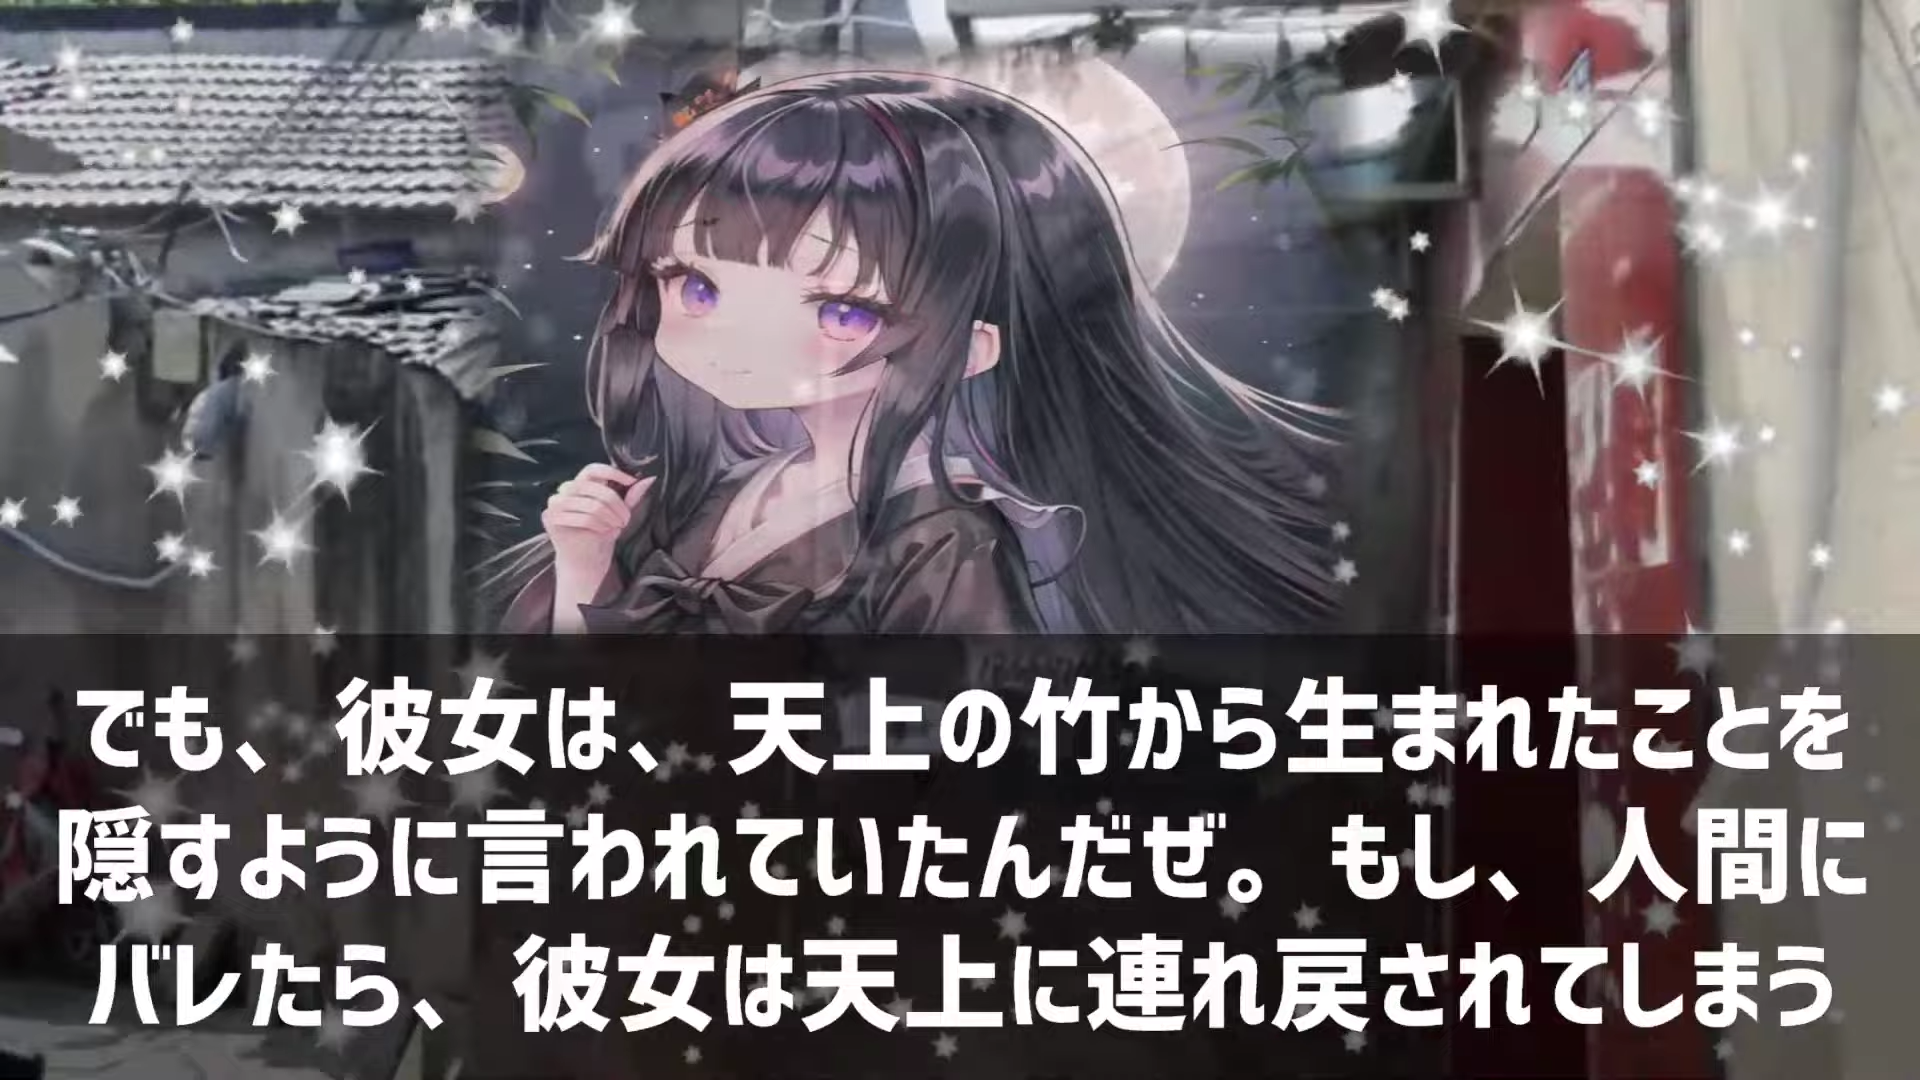 でも、彼女は、天上の竹から生まれたことを
隠すように言われていたんだぜ。もし、人間に
バレたら、彼女は天上に連れ戻されてしまう